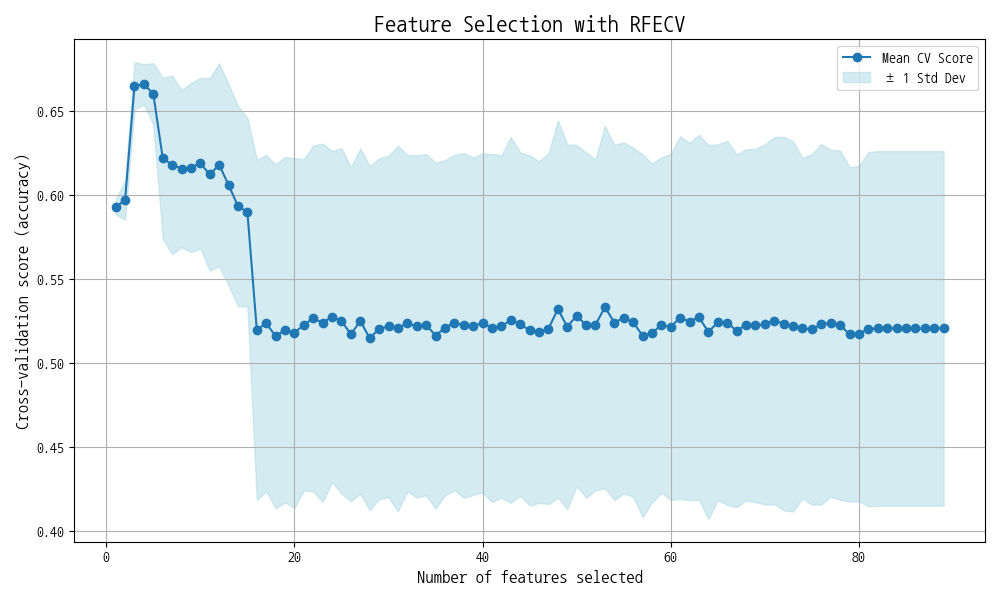 Feature Selection with RFECV
Mean CV Score
± 1 Std Dev
Cross-validation score (accuracy)
0.65
0.60
0.55
0.50
0.45
0.40
0
20
40
60
80
Number of features selected